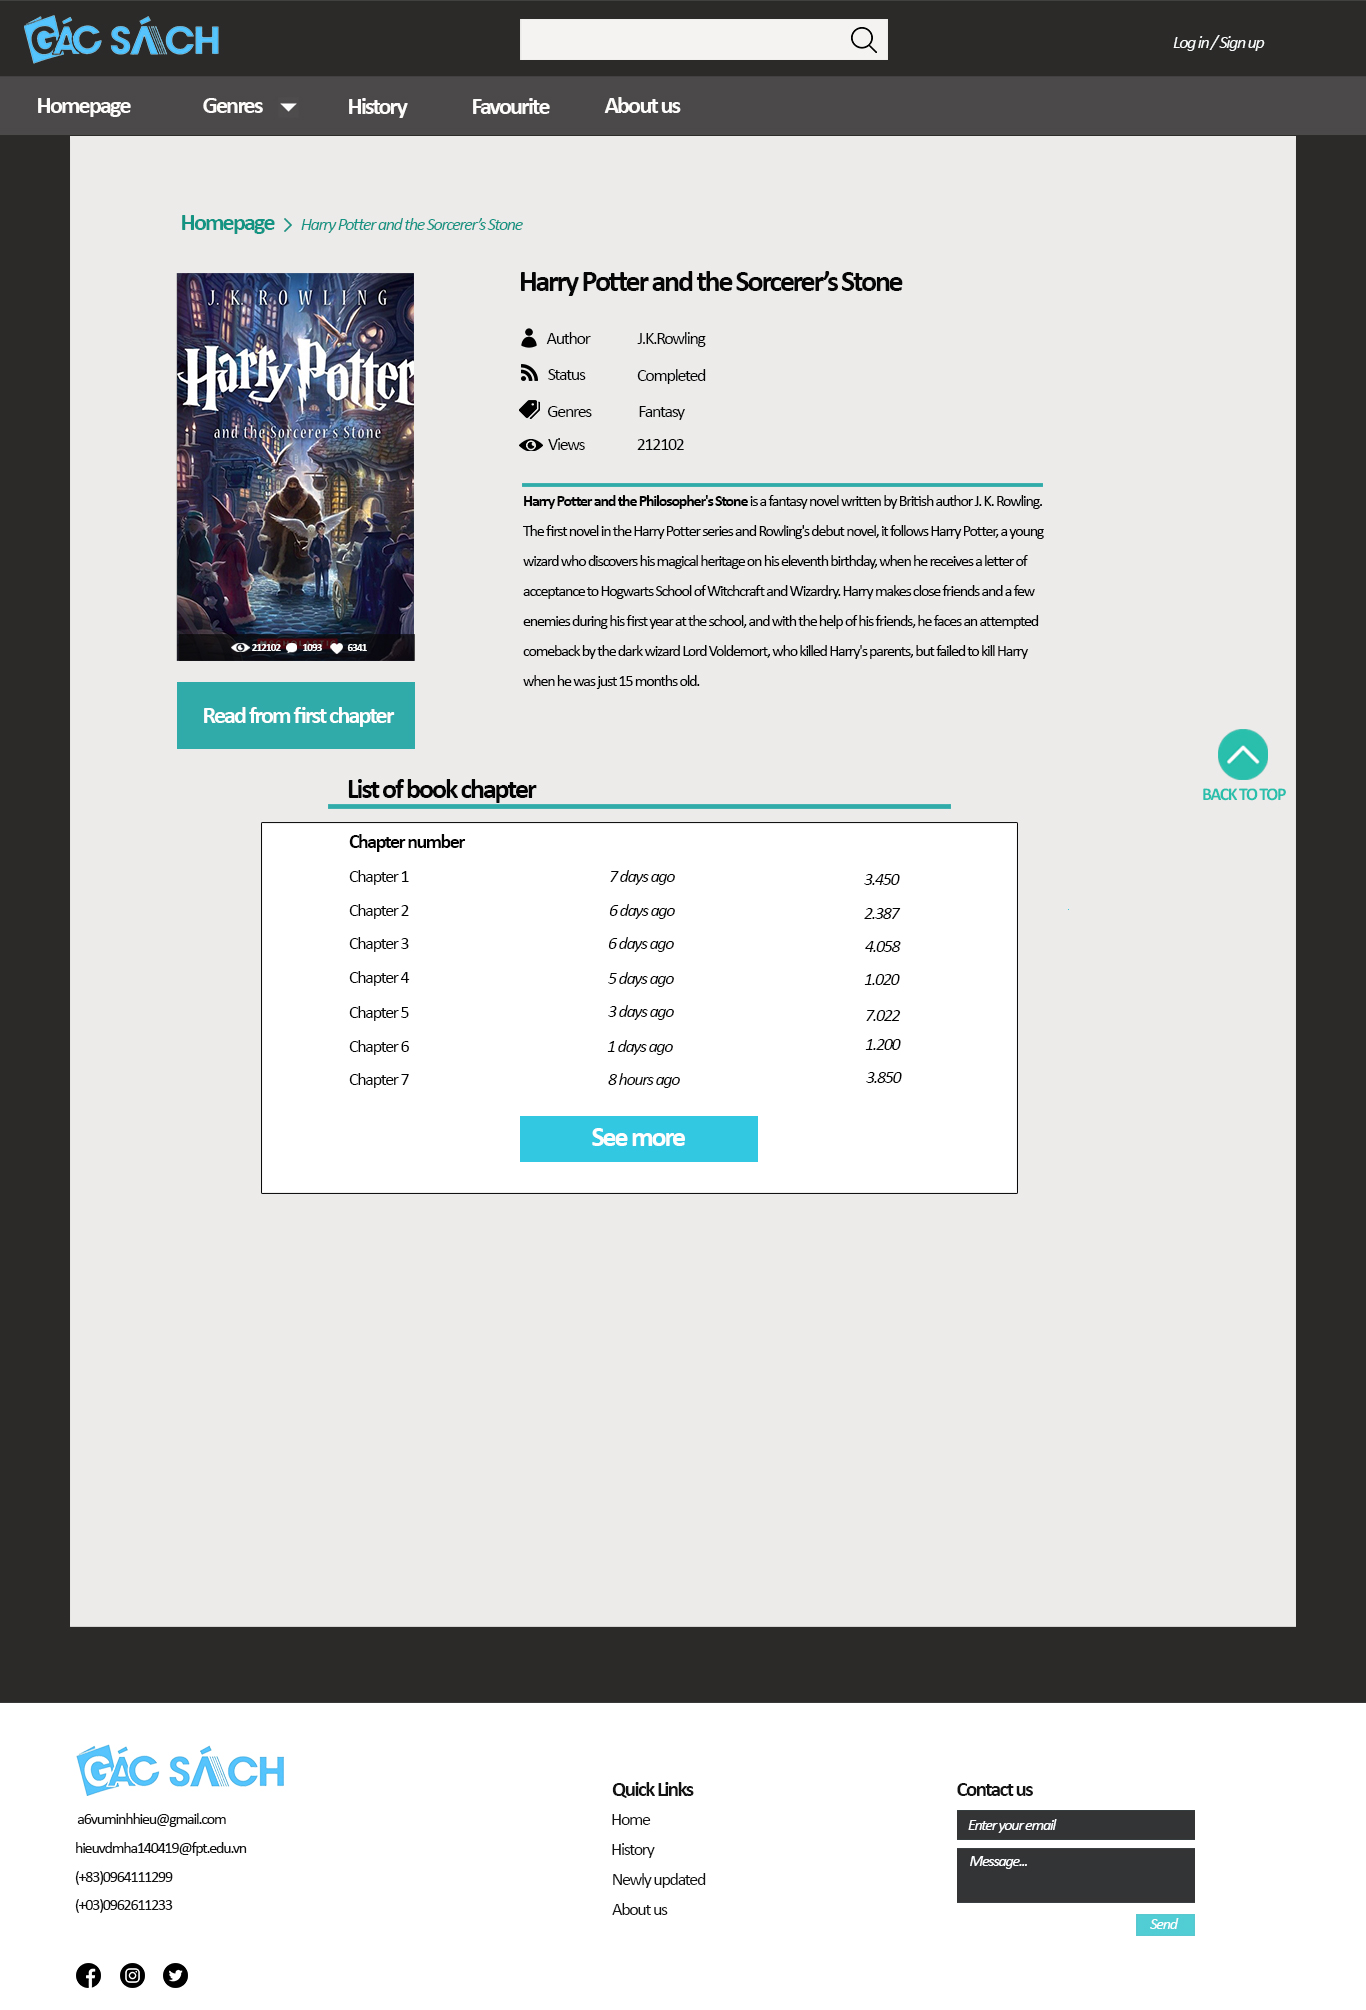 GÁC SÁCH
Log in / Sign up
Homepage Genres History Favourite About us
Homepage > Harry Potter and the Sorcerer’s Stone
J. K. ROWLING
Harry Potter
and the Sorcerer's Stone
212102 1093 6341
Read from first chapter
Harry Potter and the Sorcerer’s Stone
Author J.K.Rowling
Status Completed
Genres Fantasy
Views 212102
Harry Potter and the Philosopher's Stone is a fantasy novel written by British author J. K. Rowling.
The first novel in the Harry Potter series and Rowling's debut novel, it follows Harry Potter, a young
wizard who discovers his magical heritage on his eleventh birthday, when he receives a letter of
acceptance to Hogwarts School of Witchcraft and Wizardry. Harry makes close friends and a few
enemies during his first year at the school, and with the help of his friends, he faces an attempted
comeback by the dark wizard Lord Voldemort, who killed Harry's parents, but failed to kill Harry
when he was just 15 months old.
BACK TO TOP
List of book chapter
Chapter number
Chapter 1 7 days ago 3.450
Chapter 2 6 days ago 2.387
Chapter 3 6 days ago 4.058
Chapter 4 5 days ago 1.020
Chapter 5 3 days ago 7.022
Chapter 6 1 days ago 1.200
Chapter 7 8 hours ago 3.850
See more
GÁC SÁCH
a6vuminhhieu@gmail.com
hieuvdmha140419@fpt.edu.vn
(+83)0964111299
(+03)0962611233
Quick Links
Home
History
Newly updated
About us
Contact us
Enter your email
Message...
Send